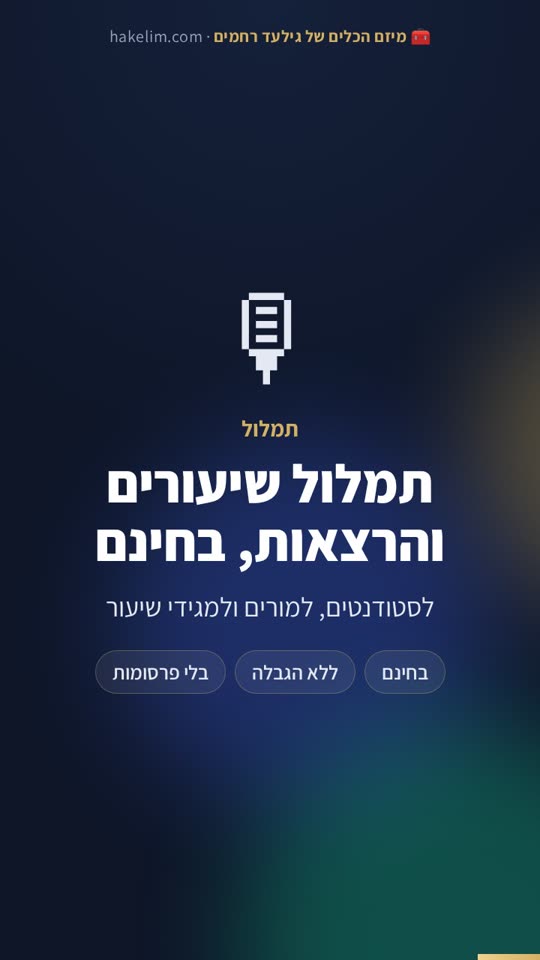 🧰 מיזם הכלים של גילעד רחמים · hakelim.com
תמלול
תמלול שיעורים
והרצאות, בחינם
לסטודנטים, למורים ולמגידי שיעור
בחינם
ללא הגבלה
בלי פרסומות